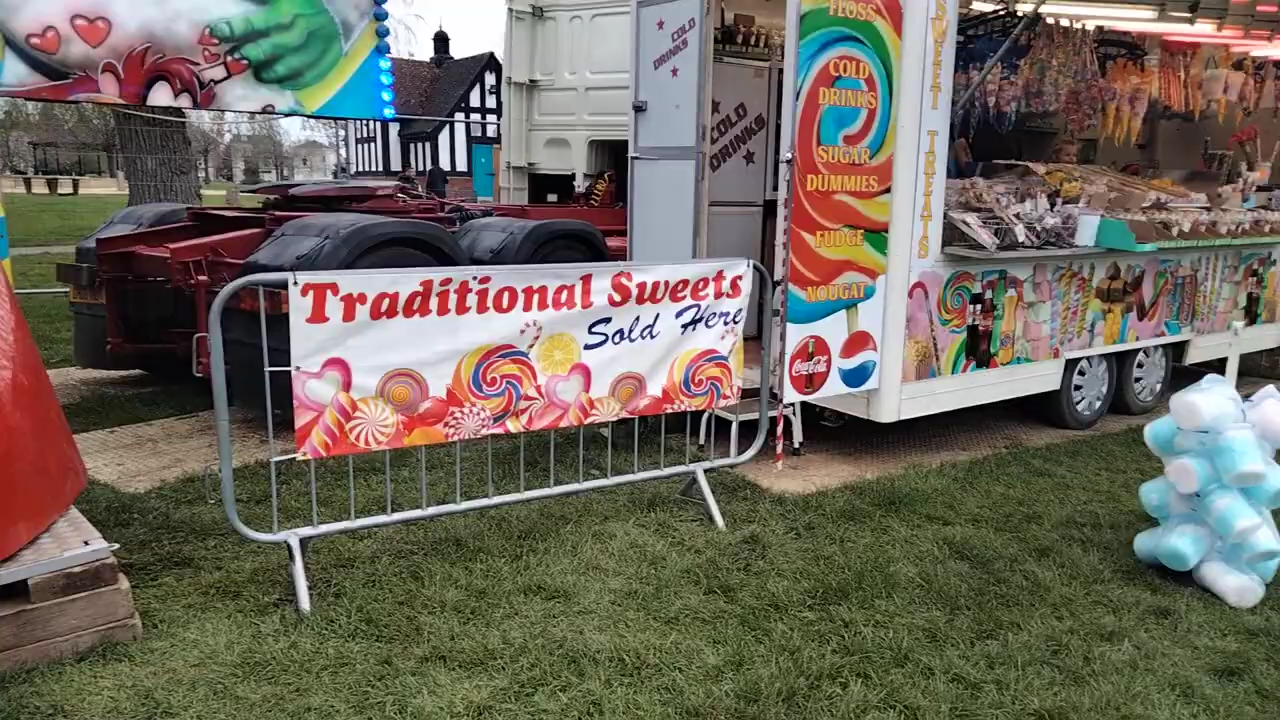 COLD
DRINKS
COLD
DRINKS
FLOSS
COLD
DRINKS
SUGAR
DUMMIES
FUDGE
NOUGAT
Coca-Cola
SWEET TREATS
Traditional Sweets
Sold Here